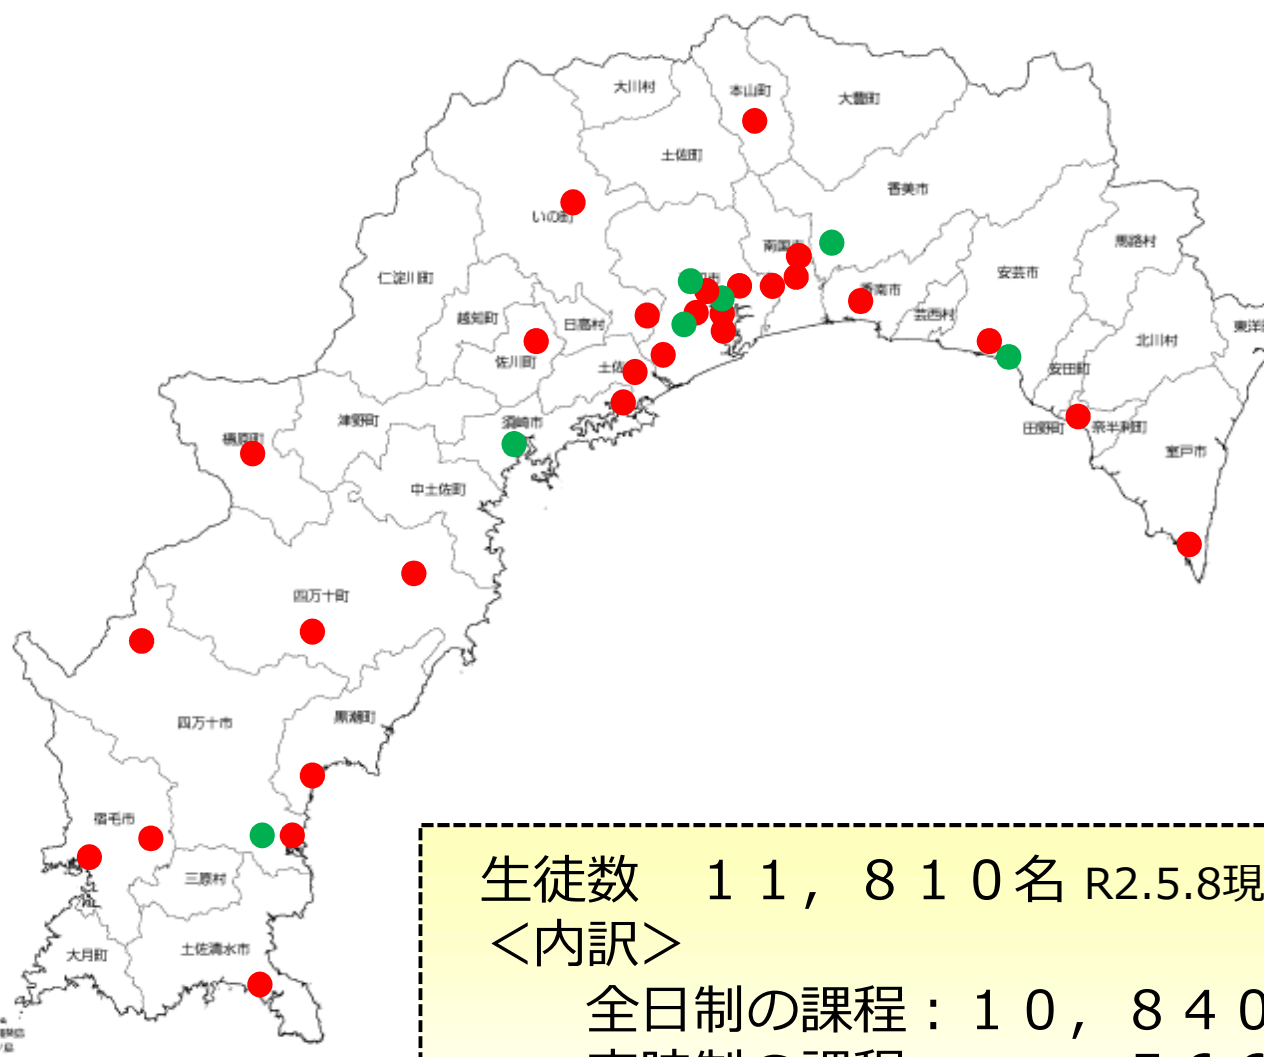 大川村
本山町
大豊町
土佐町
香美市
いの町
馬路村
南国市
安芸市
仁淀川町
香南市
芸西村
越知町
日高村
北川村
佐川町
安田町
津野町
須崎市
田野町
奈半利町
梼原町
室戸市
中土佐町
四万十町
四万十市
黒潮町
宿毛市
三原村
大月町
土佐清水市
生徒数 １１，８１０名 R2.5.8現
＜内訳＞
全日制の課程：１０，８４０